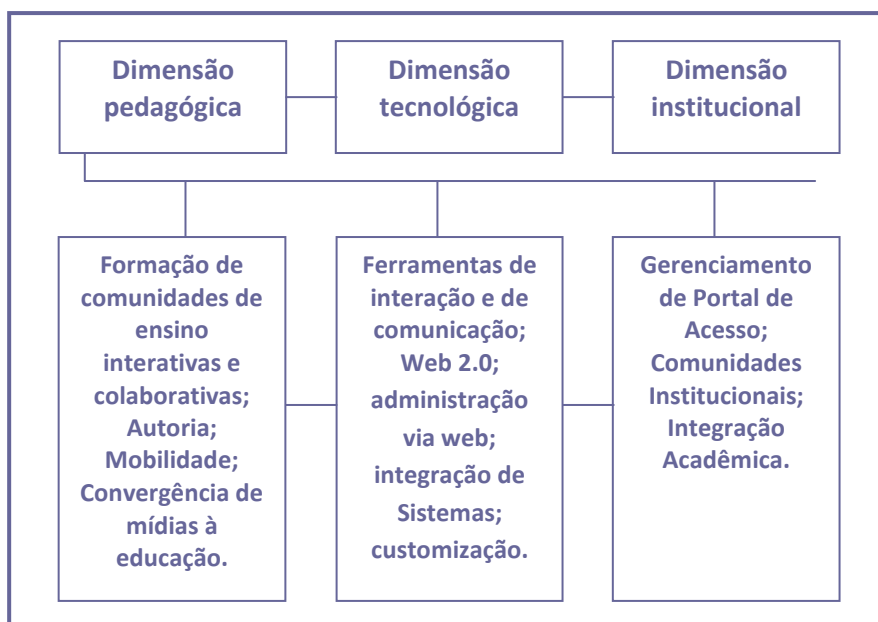 Dimensão
pedagógica
Dimensão
tecnológica
Dimensão
institucional
Formação de
comunidades de
ensino
interativas e
colaborativas;
Autoria;
Mobilidade;
Convergência de
mídias à
educação.
Ferramentas de
interação e de
comunicação;
Web 2.0;
administração
via web;
integração de
Sistemas;
customização.
Gerenciamento
de Portal de
Acesso;
Comunidades
Institucionais;
Integração
Acadêmica.